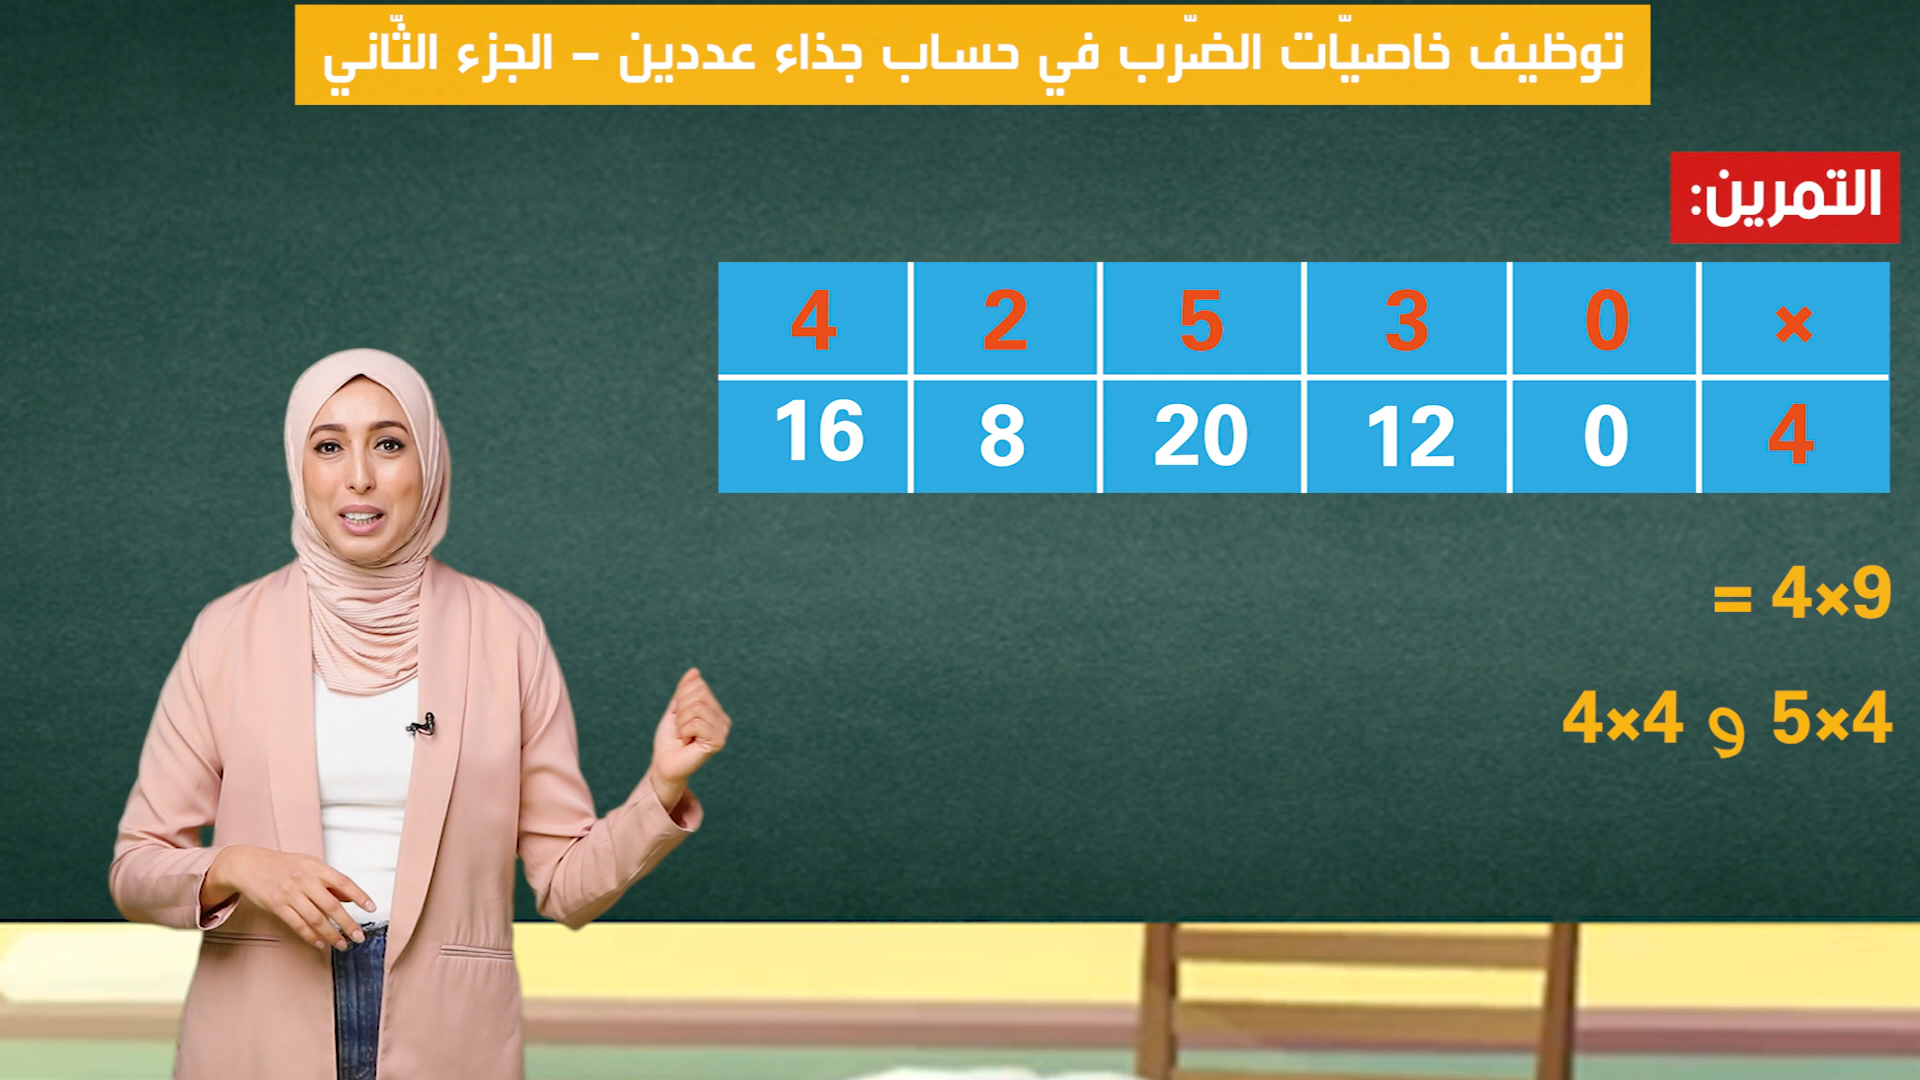 توظيف خاصيّات الضّرب في حساب جذاء عددين – الجزء الثّاني
التمرين:
× 0 3 5 2 4
4 0 12 20 8 16
= 4×9
5×4 و 4×4